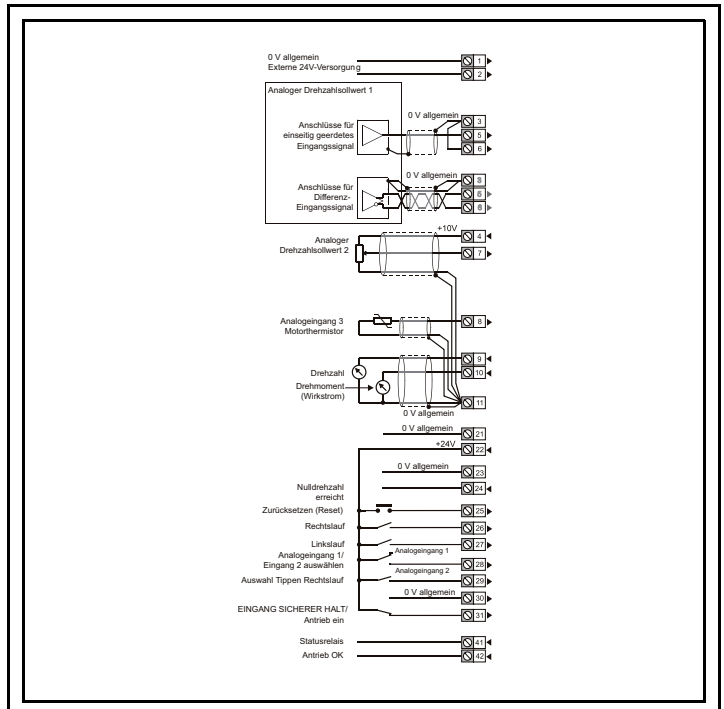 0 V allgemein
1
Externe 24V-Versorgung
2
Analoger Drehzahlsollwert 1
0 V allgemein
3
Anschlüsse für
einseitig geerdetes
Eingangssignal
5
6
0 V allgemein
3
Anschlüsse für
Differenz-
Eingangssignal
5
6
+10V
4
Analoger
Drehzahlsollwert 2
7
Analogeingang 3
Motorthermistor
8
9
Drehzahl
10
Drehmoment
(Wirkstrom)
11
0 V allgemein
0 V allgemein
21
+24V
22
0 V allgemein
23
Nulldrehzahl
erreicht
24
Zurücksetzen (Reset)
25
Rechtslauf
26
Linkslauf
27
Analogeingang 1/
Eingang 2 auswählen
Analogeingang 1
28
Analogeingang 2
Auswahl Tippen Rechtslauf
29
0 V allgemein
30
EINGANG SICHERER HALT/
Antrieb ein
31
Statusrelais
41
Antrieb OK
42